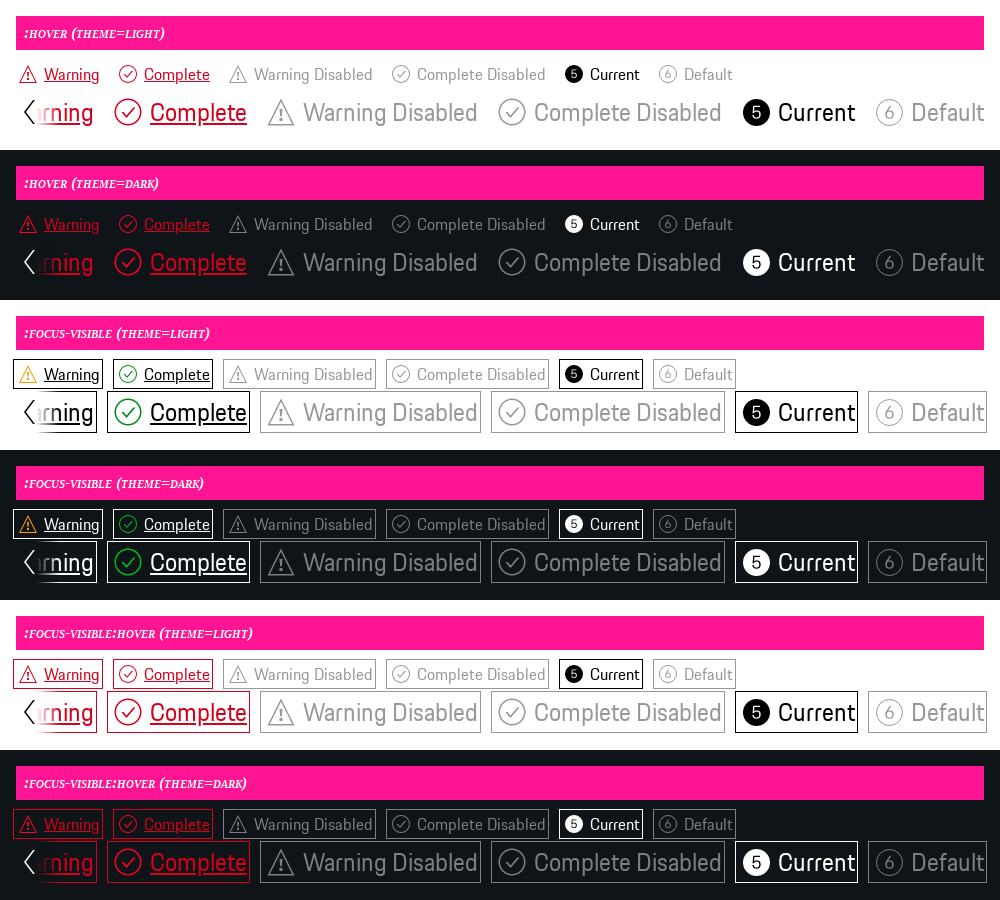 :HOVER (THEME=LIGHT)
Warning Complete Warning Disabled Complete Disabled 5 Current 6 Default
arning Complete Warning Disabled Complete Disabled 5 Current 6 Default
:HOVER (THEME=DARK)
Warning Complete Warning Disabled Complete Disabled 5 Current 6 Default
arning Complete Warning Disabled Complete Disabled 5 Current 6 Default
:FOCUS-VISIBLE (THEME=LIGHT)
Warning Complete Warning Disabled Complete Disabled 5 Current 6 Default
arning Complete Warning Disabled Complete Disabled 5 Current 6 Default
:FOCUS-VISIBLE (THEME=DARK)
Warning Complete Warning Disabled Complete Disabled 5 Current 6 Default
arning Complete Warning Disabled Complete Disabled 5 Current 6 Default
:FOCUS-VISIBLE:HOVER (THEME=LIGHT)
Warning Complete Warning Disabled Complete Disabled 5 Current 6 Default
arning Complete Warning Disabled Complete Disabled 5 Current 6 Default
:FOCUS-VISIBLE:HOVER (THEME=DARK)
Warning Complete Warning Disabled Complete Disabled 5 Current 6 Default
arning Complete Warning Disabled Complete Disabled 5 Current 6 Default